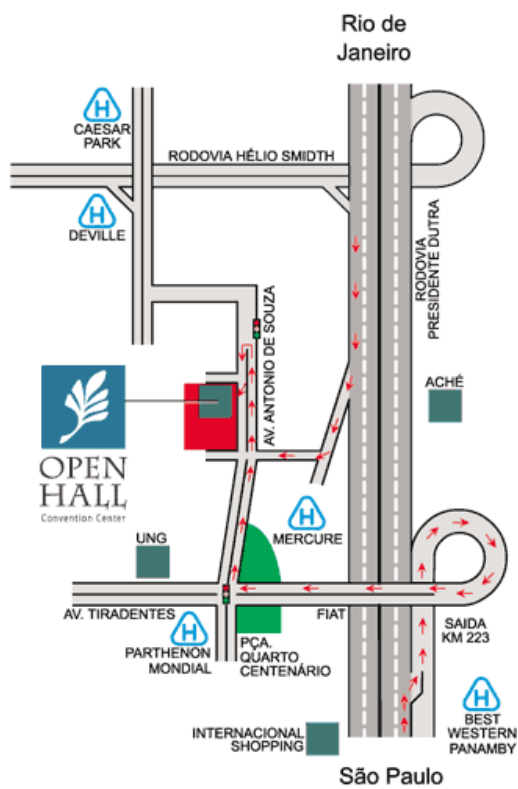 Rio de
Janeiro
H
CAESAR
PARK
RODOVIA HÉLIO SMIDTH
H
DEVILLE
RODOVIA
PRESIDENTE DUTRA
AV. ANTONIO DE SOUZA
ACHÉ
OPEN
HALL
Convention Center
H
MERCURE
UNG
AV. TIRADENTES
FIAT
SAIDA
KM 223
H
PARTHENON
MONDIAL
PÇA.
QUARTO
CENTENÁRIO
H
BEST
WESTERN
PANAMBY
INTERNACIONAL
SHOPPING
São Paulo